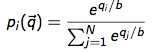 p_i(\vec{q}) = \frac{e^{q_i/b}}{\sum_{j=1}^{N} e^{q_j/b}}